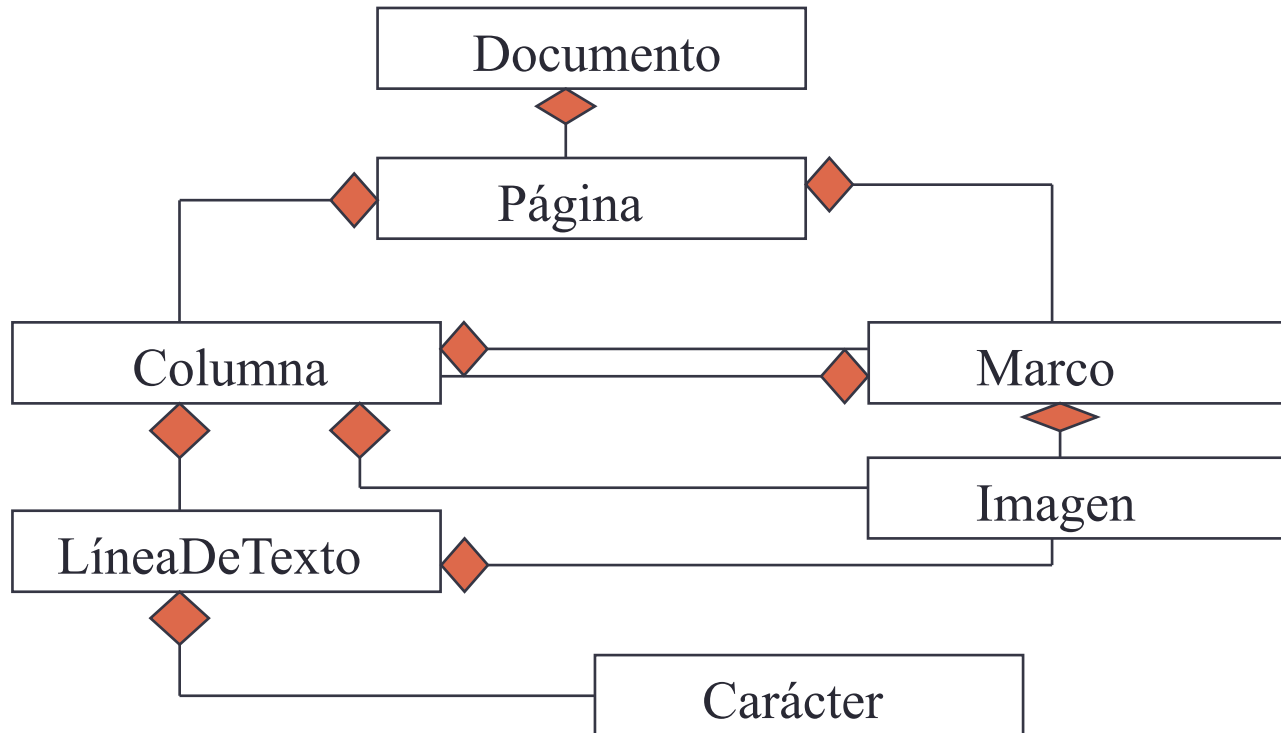 Documento
Página
Columna
Marco
Imagen
LíneaDeTexto
Carácter